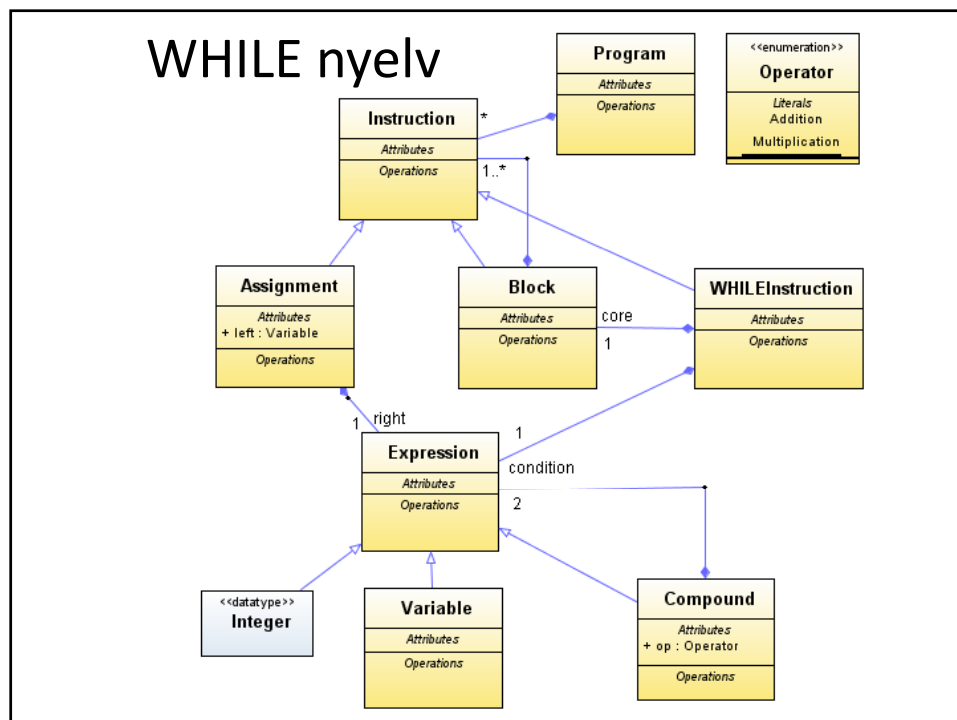 WHILE nyelv
Program
Attributes
Operations
<<enumeration>>
Operator
Literals
Addition
Multiplication
Instruction
Attributes
Operations
*
1..*
Assignment
Attributes
+ left : Variable
Operations
Block
Attributes
Operations
core
1
WHILEInstruction
Attributes
Operations
1
right
Expression
Attributes
Operations
1
condition
2
<<datatype>>
Integer
Variable
Attributes
Operations
Compound
Attributes
+ op : Operator
Operations